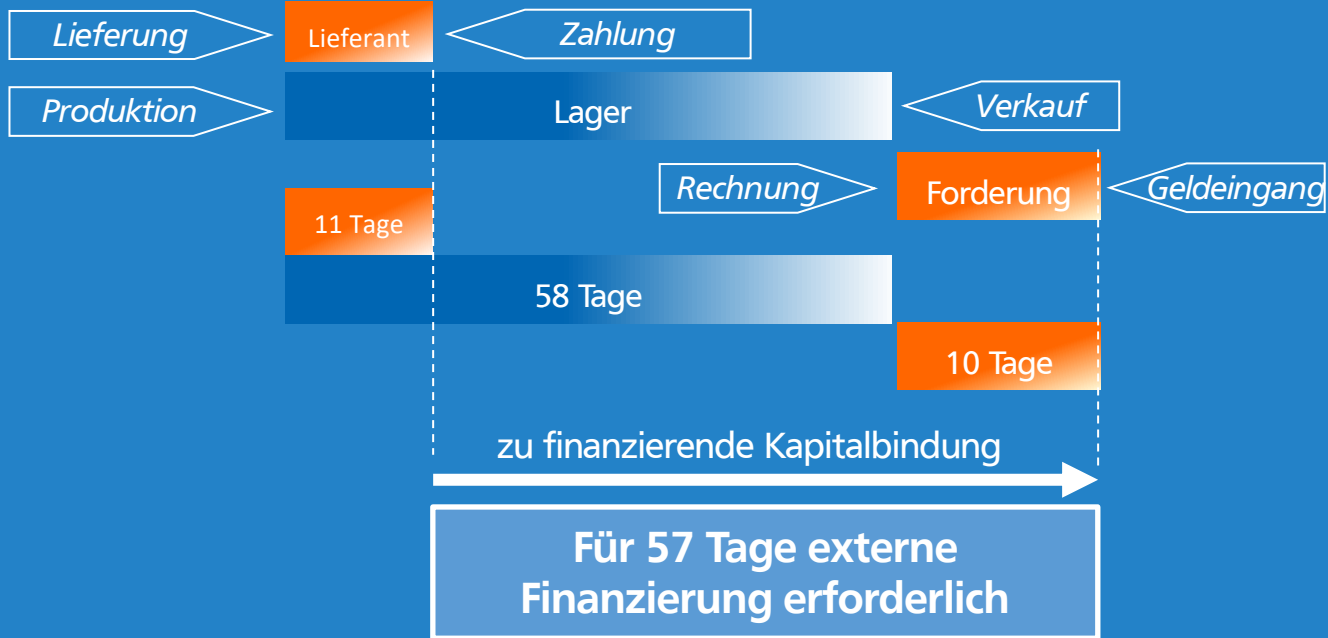 Lieferung
Lieferant
Zahlung
Produktion
Lager
Verkauf
Rechnung
Forderung
Geldeingang
11 Tage
58 Tage
10 Tage
zu finanzierende Kapitalbindung
Für 57 Tage externe
Finanzierung erforderlich